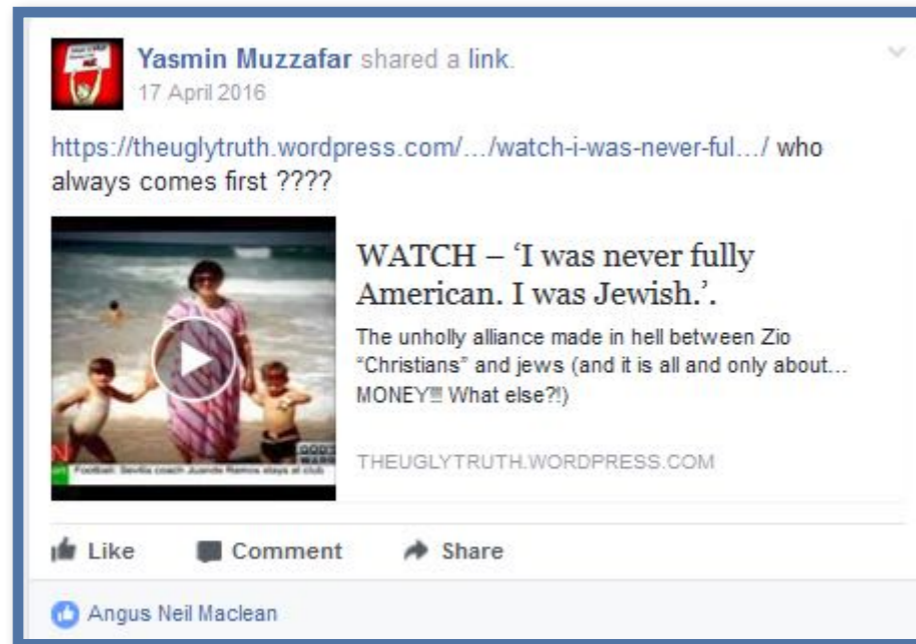 Yasmin Muzzafar shared a link.
17 April 2016
https://theuglytruth.wordpress.com/.../watch-i-was-never-ful.../ who
always comes first ????
WATCH – ‘I was never fully
American. I was Jewish.’.
The unholy alliance made in hell between Zio
“Christians” and jews (and it is all and only about...
MONEY!!! What else?!)
THEUGLYTRUTH.WORDPRESS.COM
Football: Sevilla coach Juande Ramos stays at club
Like Comment Share
Angus Neil Maclean